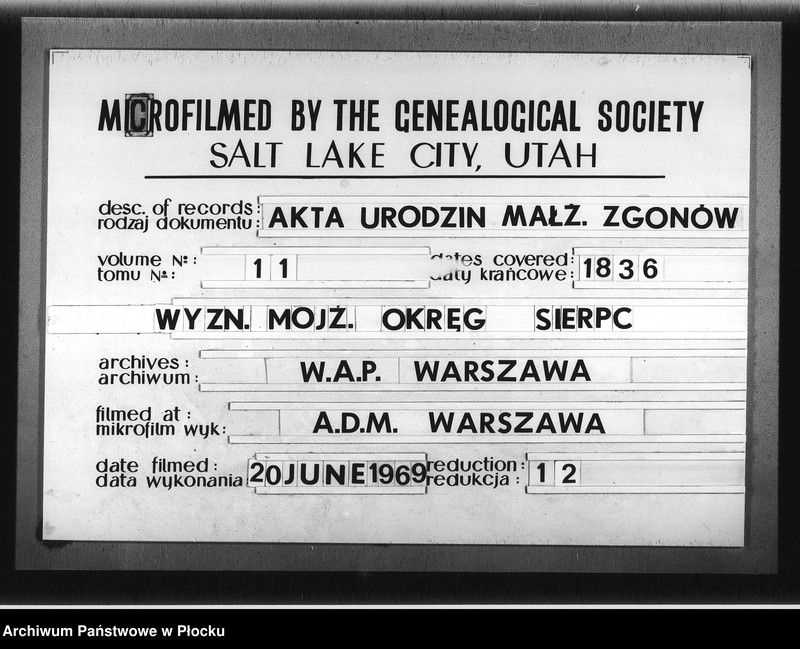 MICROFILMED BY THE GENEALOGICAL SOCIETY
SALT LAKE CITY, UTAH
desc. of records:
rodzaj dokumentu:
AKTA URODZIN MAŁŻ. ZGONÓW
volume No:
tomu No:
11
dates covered:
daty krańcowe:
1836
WYZN. MOJŻ. OKRĘG SIERPC
archives:
archiwum:
W.A.P. WARSZAWA
filmed at:
mikrofilm wyk:
A.D.M. WARSZAWA
date filmed:
data wykonania
20 JUNE 1969
reduction:
redukcja:
12
Archiwum Państwowe w Płocku